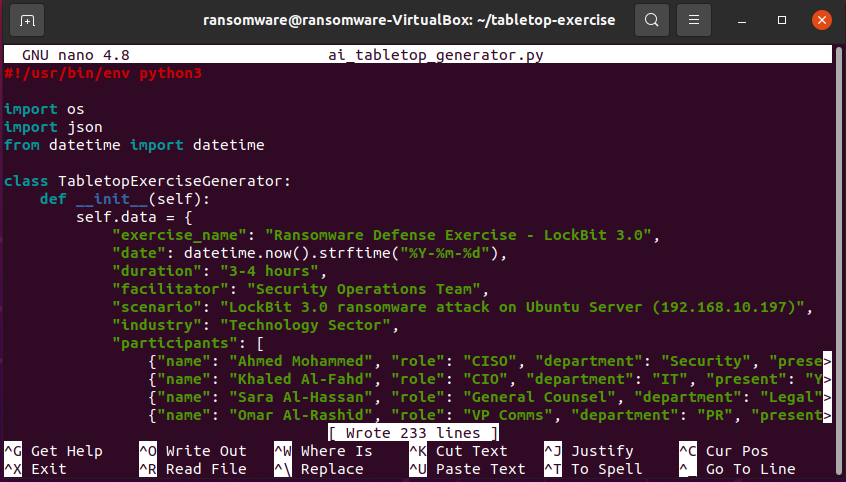 ransomware@ransomware-VirtualBox: ~/tabletop-exercise
GNU nano 4.8 ai_tabletop_generator.py
#!/usr/bin/env python3
import os
import json
from datetime import datetime
class TabletopExerciseGenerator:
    def __init__(self):
        self.data = {
            "exercise_name": "Ransomware Defense Exercise - LockBit 3.0",
            "date": datetime.now().strftime("%Y-%m-%d"),
            "duration": "3-4 hours",
            "facilitator": "Security Operations Team",
            "scenario": "LockBit 3.0 ransomware attack on Ubuntu Server (192.168.10.197)",
            "industry": "Technology Sector",
            "participants": [
                {"name": "Ahmed Mohammed", "role": "CISO", "department": "Security", "prese>
                {"name": "Khaled Al-Fahd", "role": "CIO", "department": "IT", "present": "Y>
                {"name": "Sara Al-Hassan", "role": "General Counsel", "department": "Legal">
                {"name": "Omar Al-Rashid", "role": "VP Comms", "department": "PR", "present>
[ Wrote 233 lines ]
^G Get Help ^O Write Out ^W Where Is ^K Cut Text ^J Justify ^C Cur Pos
^X Exit ^R Read File ^\ Replace ^U Paste Text ^T To Spell ^_ Go To Line